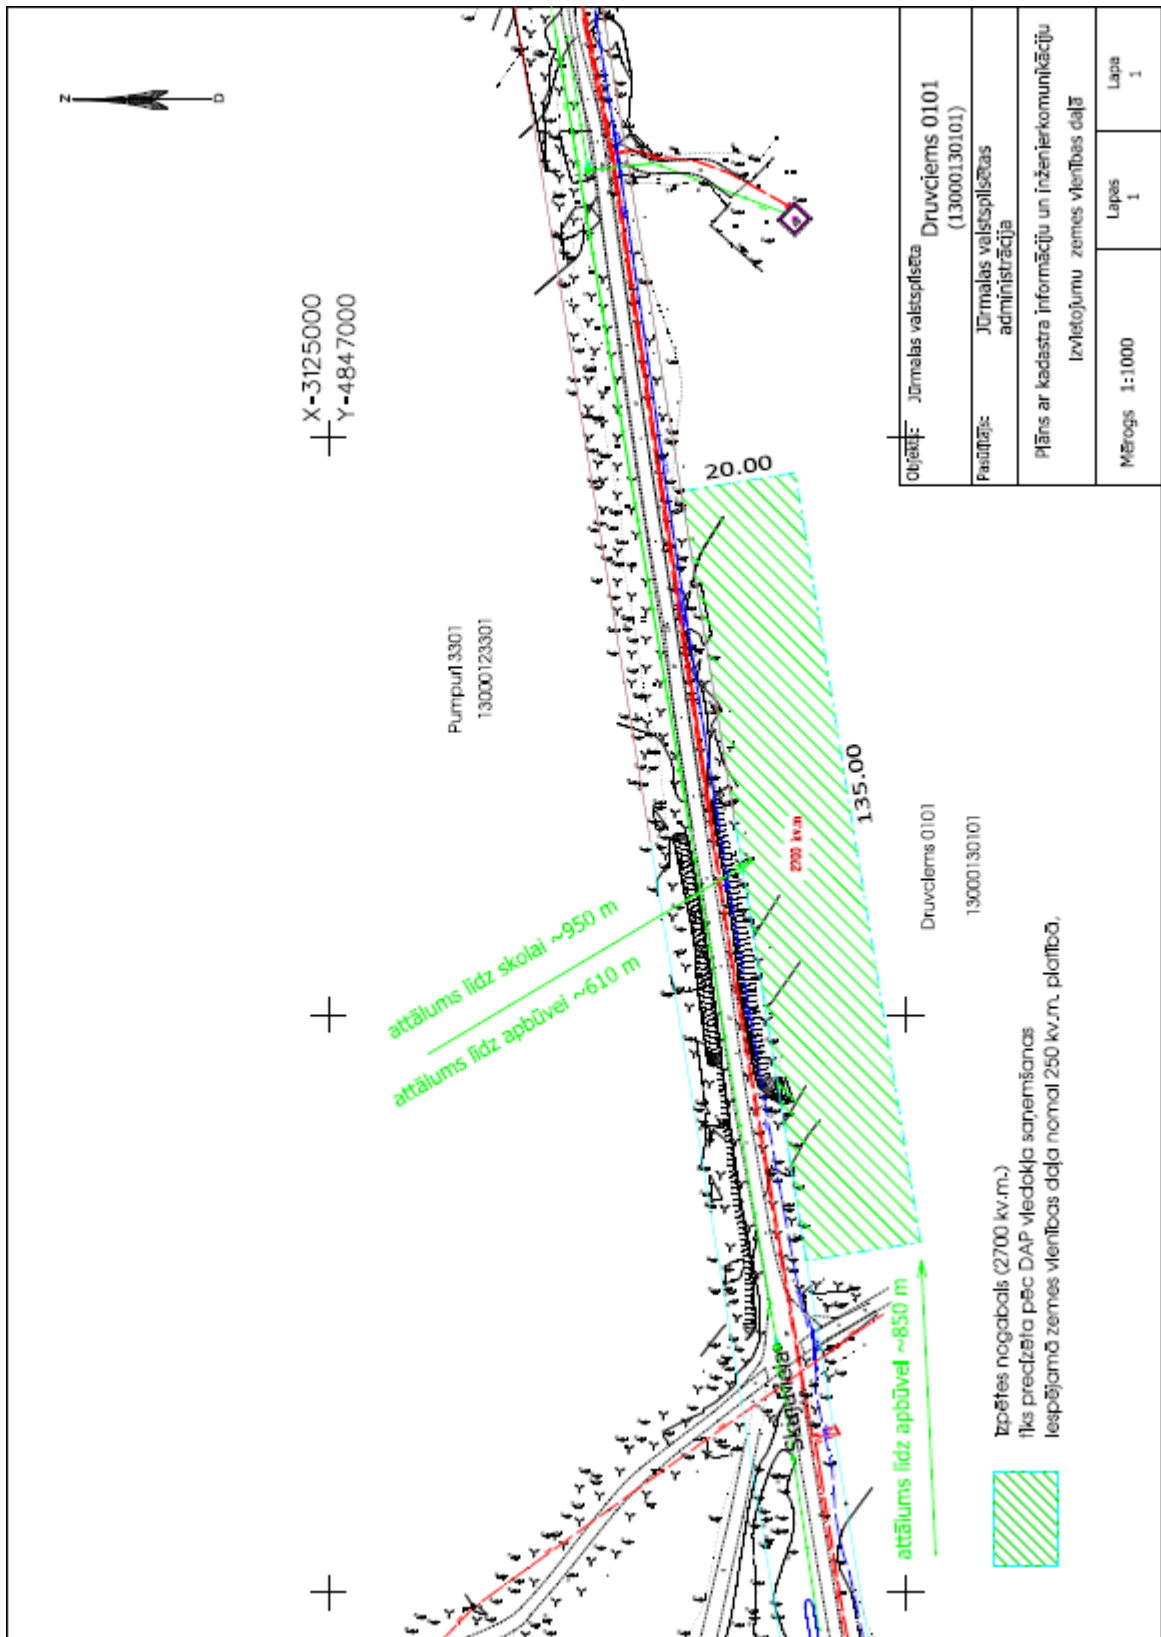 Z
D
X-3125000
Y-4847000
Pumpuri3301
13000123301
attālums līdz skolai ~950 m
attālums līdz apbūvei ~610 m
20.00
135.00
2700 kv.m
Druvciems 0101
13000130101
Skuju iela
attālums līdz apbūvei ~850 m
Izpētes nogabals (2700 kv.m.)
tiks precizēta pēc DAP viedokļa saņemšanas
Iespējamā zemes vienības daļa nomai 250 kv.m. platībā.
Objekts: Jūrmalas valstspilsēta
Druvciems 0101
(13000130101)
Pasūtītājs: Jūrmalas valstspilsētas
administrācija
Plāns ar kadastra informāciju un inženierkomunikāciju
izvietojumu zemes vienības daļā
Mērogs 1:1000
Lapas
1
Lapa
1